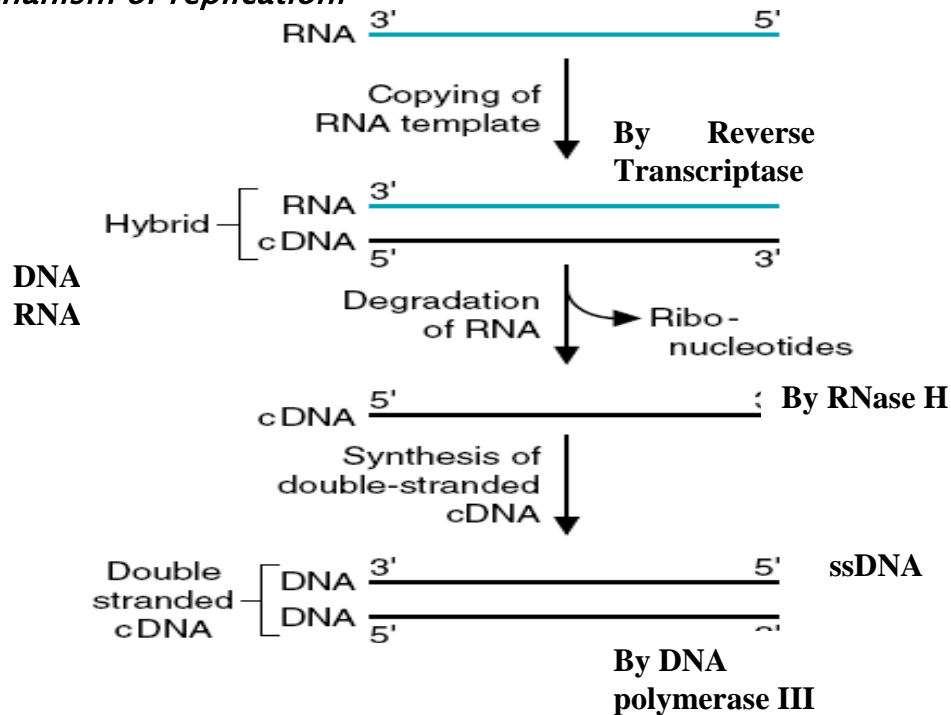 of replication
RNA 3' 5'
Copying of
RNA template
By Reverse
Transcriptase
3'
RNA
Hybrid
cDNA
5' 3'
DNA
RNA
Degradation
of RNA
Ribo-
nucleotides
cDNA 5'
By RNase H
Synthesis of
double-stranded
cDNA
Double
stranded
cDNA
DNA 3' 5'
ssDNA
DNA
5'
By DNA
polymerase III